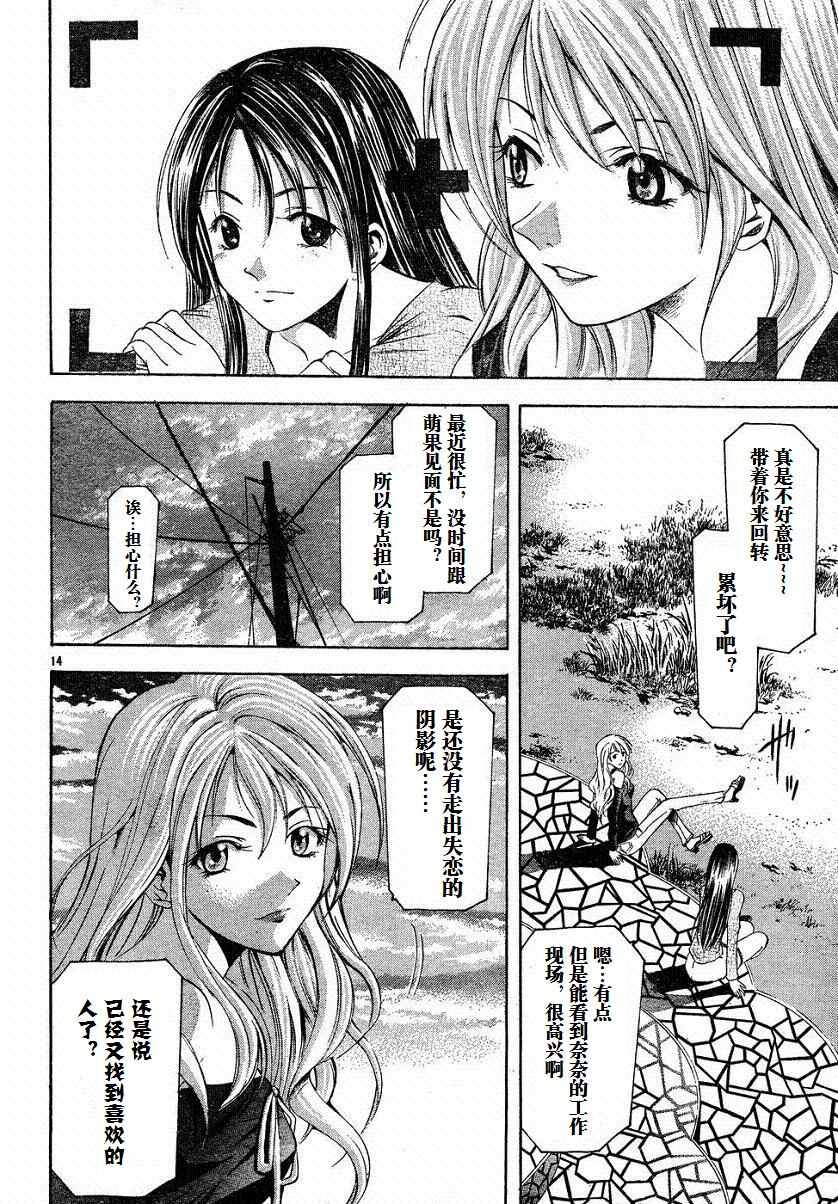 真是不好意思~~~
带着你来回转
累坏了吧？
嗯…有点
但是能看到奈奈的工作
现场，很高兴啊
最近很忙，没时间跟
萌果见面不是吗？
所以有点担心啊
诶…担心什么？
14
是还没有走出失恋的
阴影呢……
还是说
已经又找到喜欢的
人了？